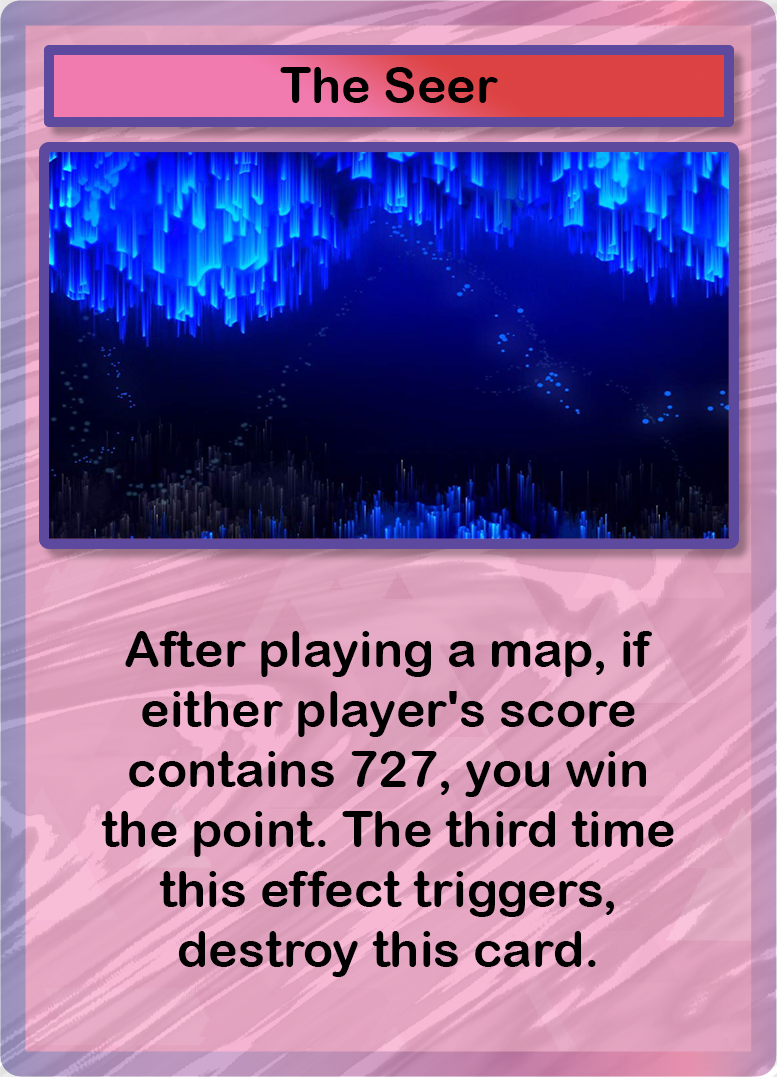 The Seer
After playing a map, if
either player's score
contains 727, you win
the point. The third time
this effect triggers,
destroy this card.